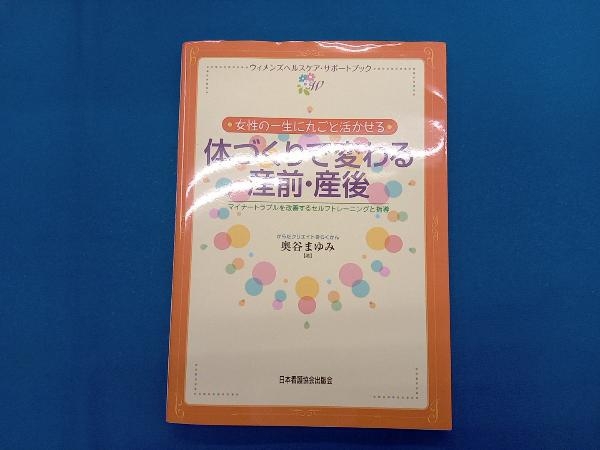 ウィメンズヘルスケア・サポートブック
女性の一生に丸ごと活かせる
体づくりで変わる
産前・産後
マイナートラブルを改善するセルフトレーニングと指導
からだクリエイトきらくかん
奥谷まゆみ
【著】
日本看護協会出版会